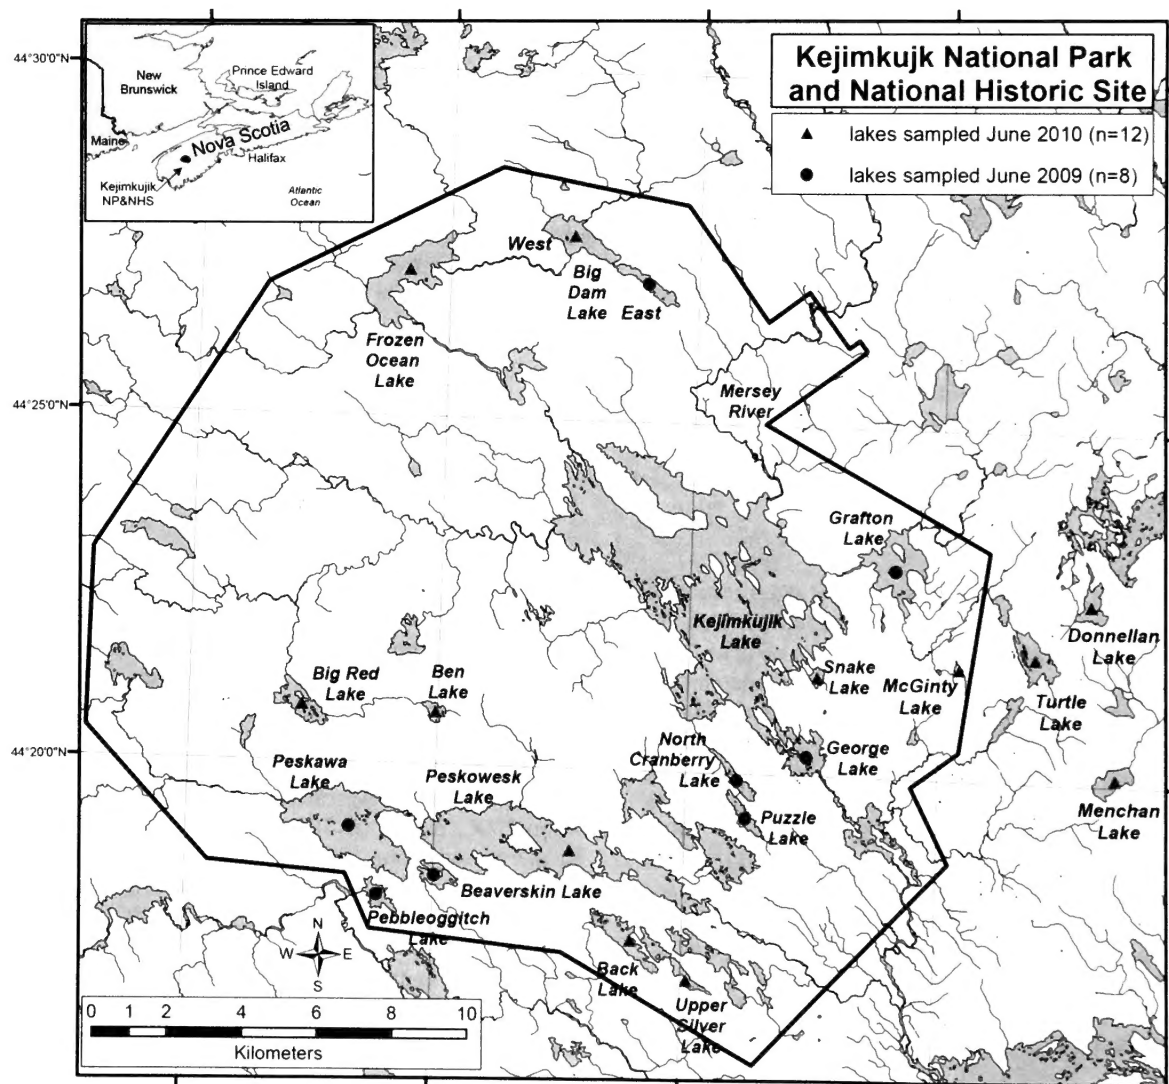 44°30'0"N
New
Brunswick
Prince Edward
Island
Maine
Nova Scotia
Halifax
Kejimkujik
NP&NHS
Atlantic
Ocean
Kejimkujk National Park
and National Historic Site
lakes sampled June 2010 (n=12)
lakes sampled June 2009 (n=8)
West
Big
Dam
Lake
East
Frozen
Ocean
Lake
44°25'0"N
Mersey
River
Grafton
Lake
Kejimkujik
Lake
Donnellan
Lake
Big Red
Lake
Ben
Lake
Snake
Lake
McGinty
Lake
Turtle
Lake
44°20'0"N
Peskawa
Lake
Peskowesk
Lake
North
Cranberry
Lake
George
Lake
Puzzle
Lake
Menchan
Lake
Beaverskin Lake
Pebbleoggitch
Lake
N
W E
S
Back
Lake
Upper
Silver
Lake
0 1 2 4 6 8 10
Kilometers